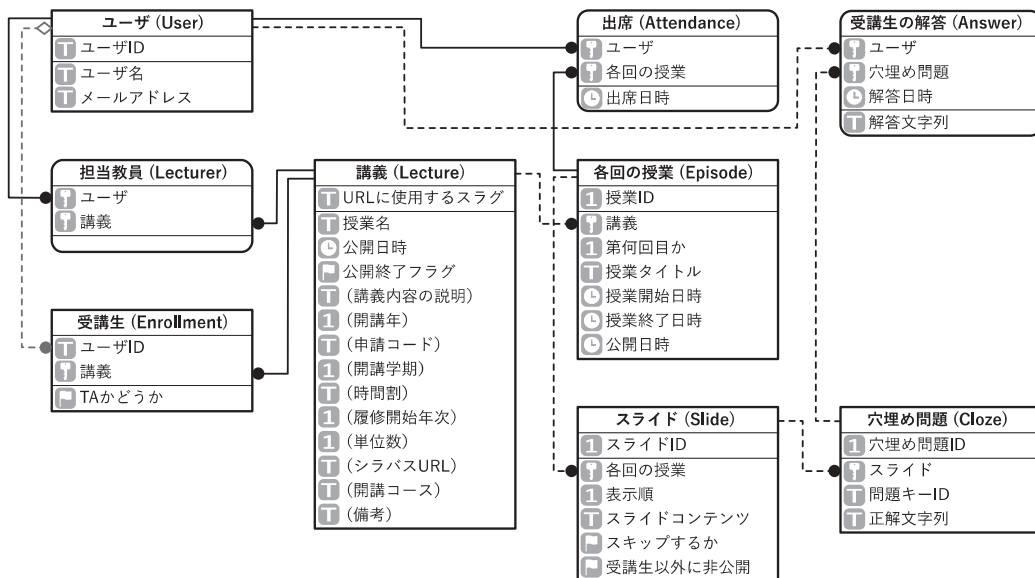 ユーザ (User)
ユーザID
ユーザ名
メールアドレス
出席 (Attendance)
ユーザ
各回の授業
出席日時
受講生の解答 (Answer)
ユーザ
穴埋め問題
解答日時
解答文字列
担当教員 (Lecturer)
ユーザ
講義
講義 (Lecture)
URLに使用するスラグ
授業名
公開日時
公開終了フラグ
(講義内容の説明)
(開講年)
(申請コード)
(開講学期)
(時間割)
(履修開始年次)
(単位数)
(シラバスURL)
(開講コース)
(備考)
各回の授業 (Episode)
授業ID
講義
第何回目か
授業タイトル
授業開始日時
授業終了日時
公開日時
受講生 (Enrollment)
ユーザID
講義
TAかどうか
スライド (Slide)
スライドID
各回の授業
表示順
スライドコンテンツ
スキップするか
受講生以外に非公開
穴埋め問題 (Cloze)
穴埋め問題ID
スライド
問題キーID
正解文字列